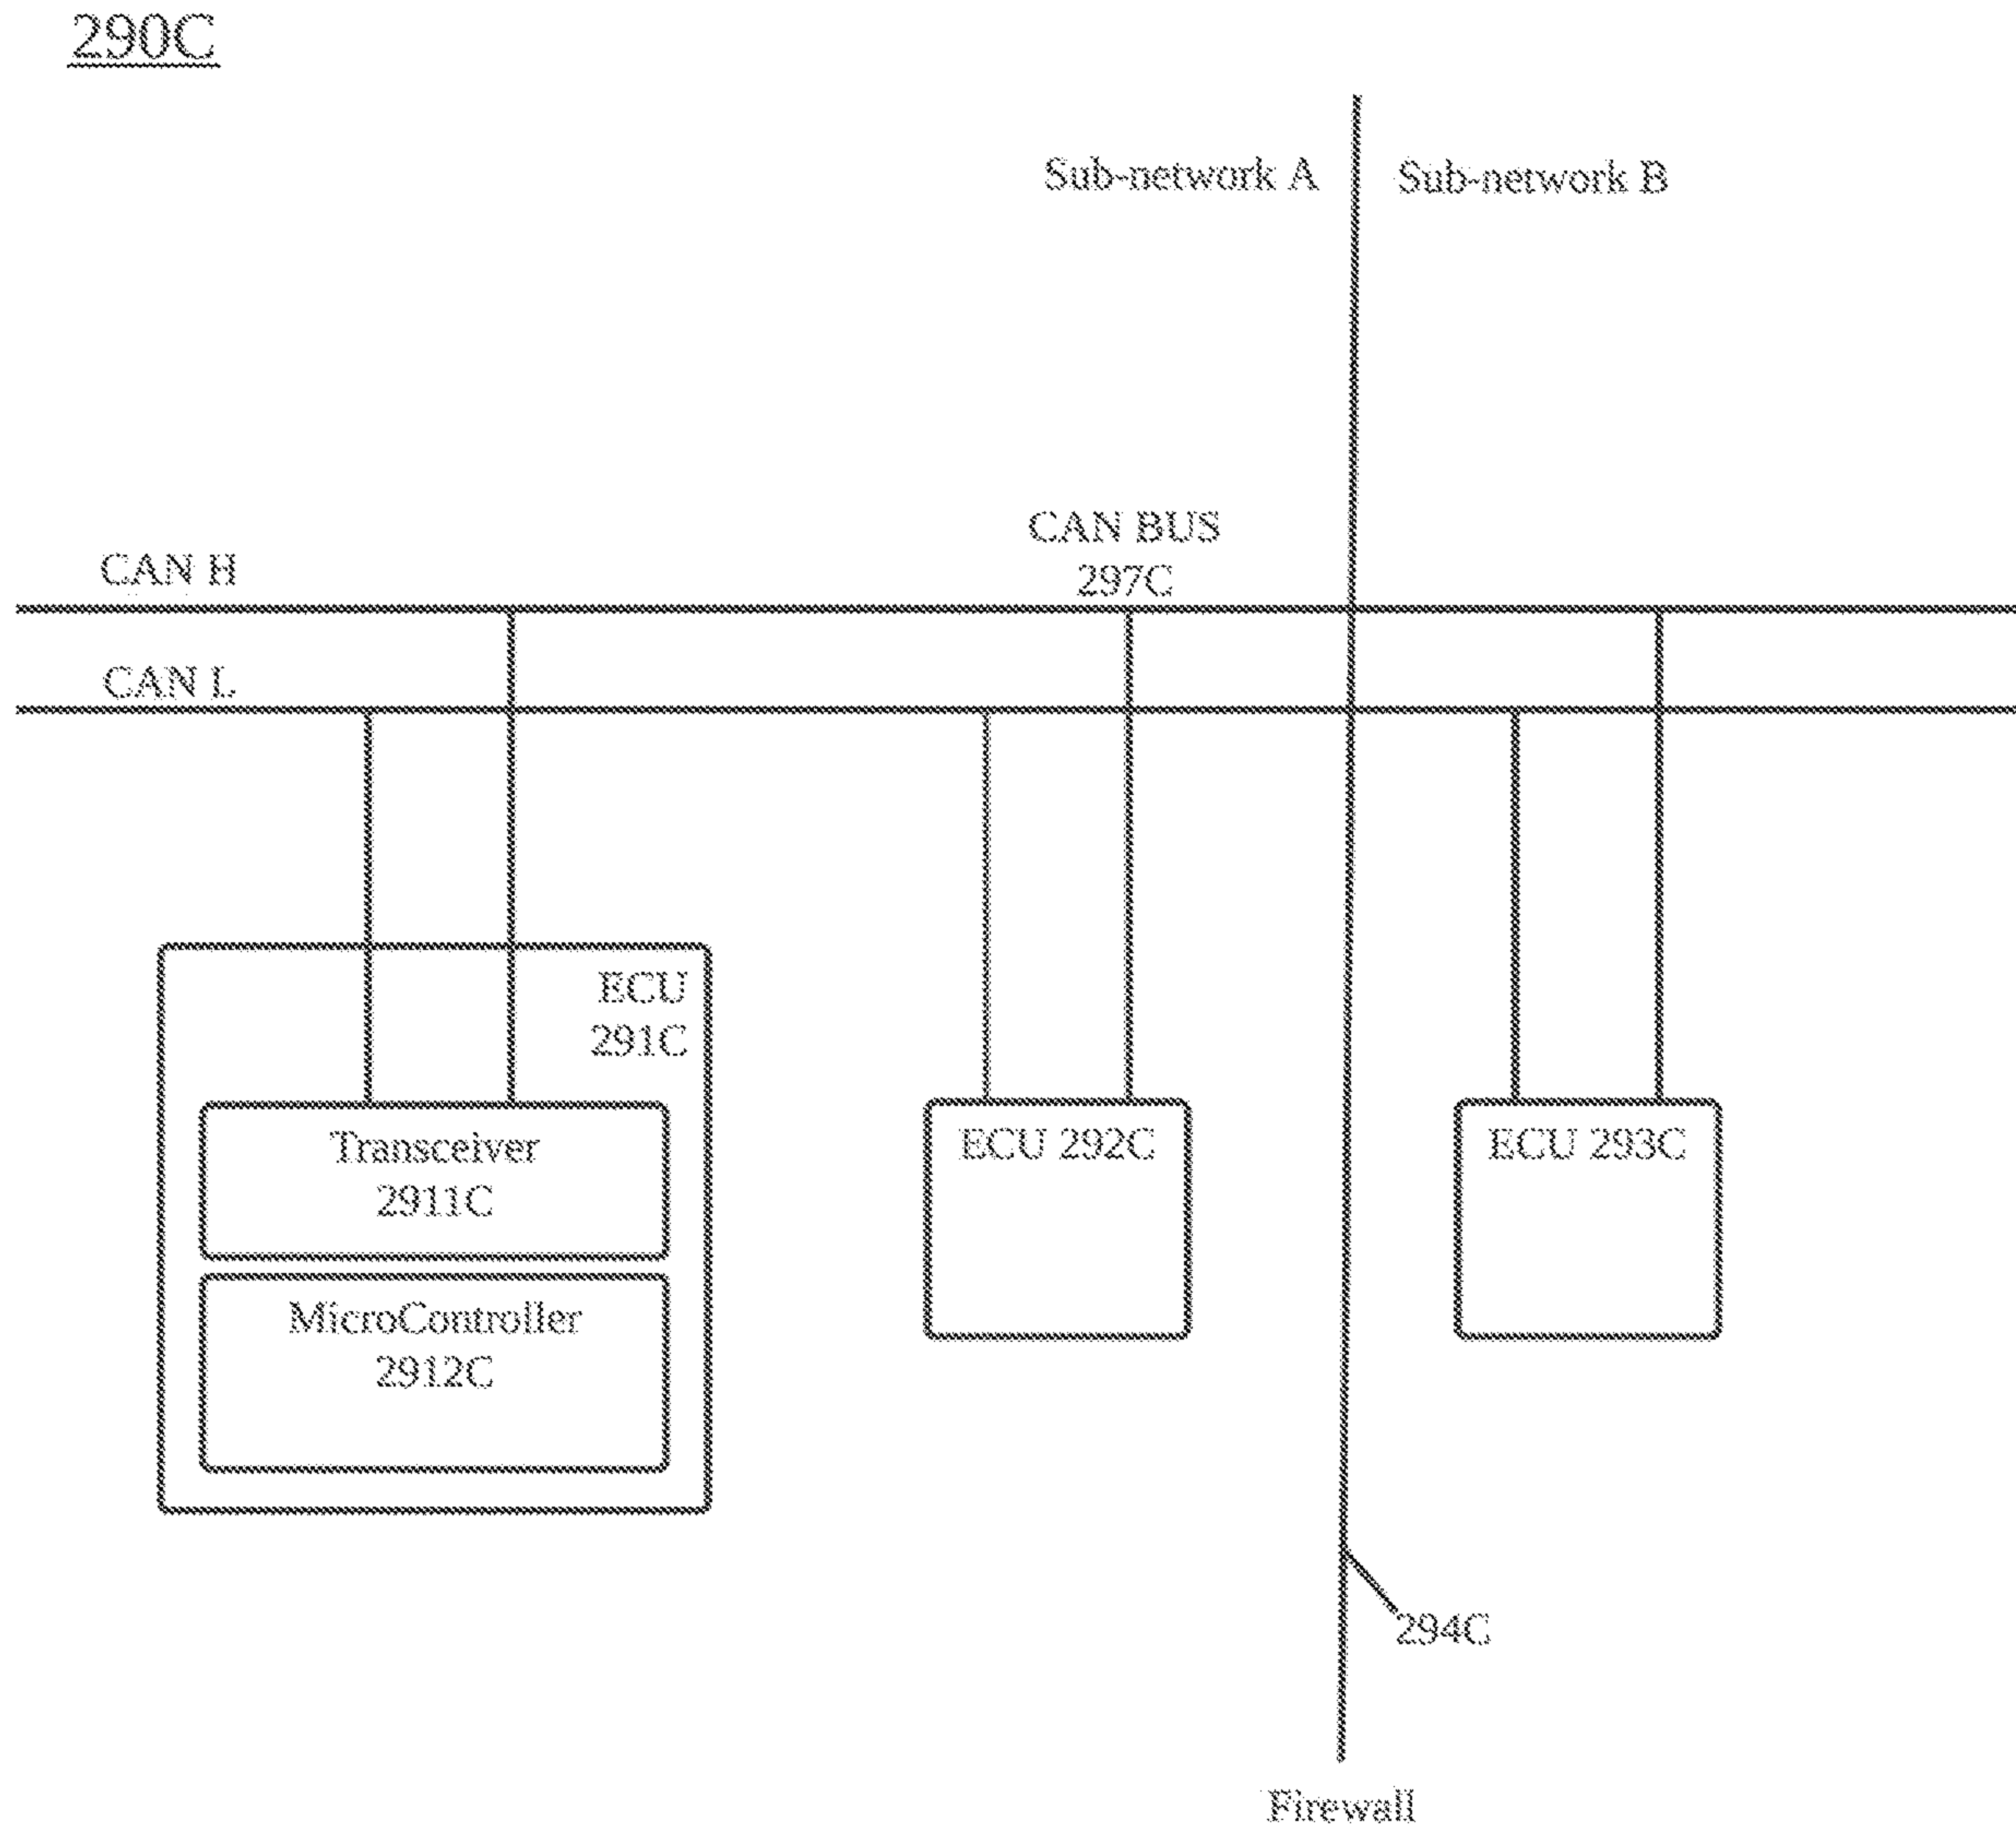 290C
Sub-network A
Sub-network B
CAN BUS
297C
CAN H
CAN L
ECU
291C
Transceiver
2911C
MicroController
2912C
ECU 292C
ECU 293C
294C
Firewall